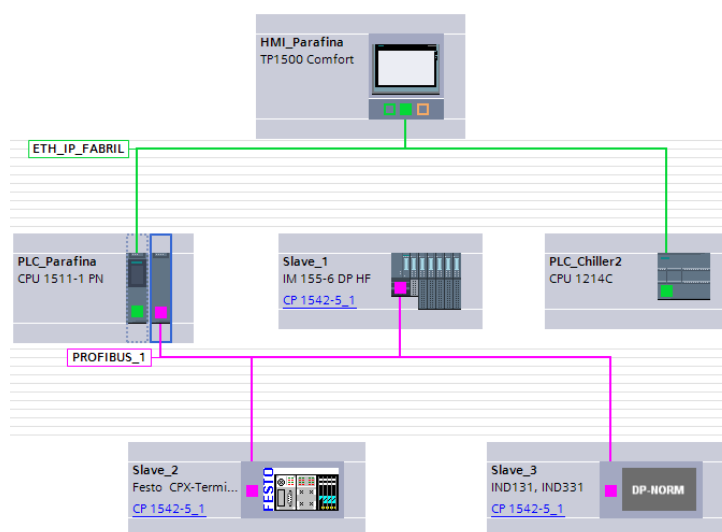 HMI_Parafina
TP1500 Comfort
ETH_IP_FABRIL
PLC_Parafina
CPU 1511-1 PN
Slave_1
IM 155-6 DP HF
CP 1542-5_1
PLC_Chiller2
CPU 1214C
PROFIBUS_1
Slave_2
Festo CPX-Termi...
CP 1542-5_1
FESTO
Slave_3
IND131, IND331
CP 1542-5_1
DP-NORM